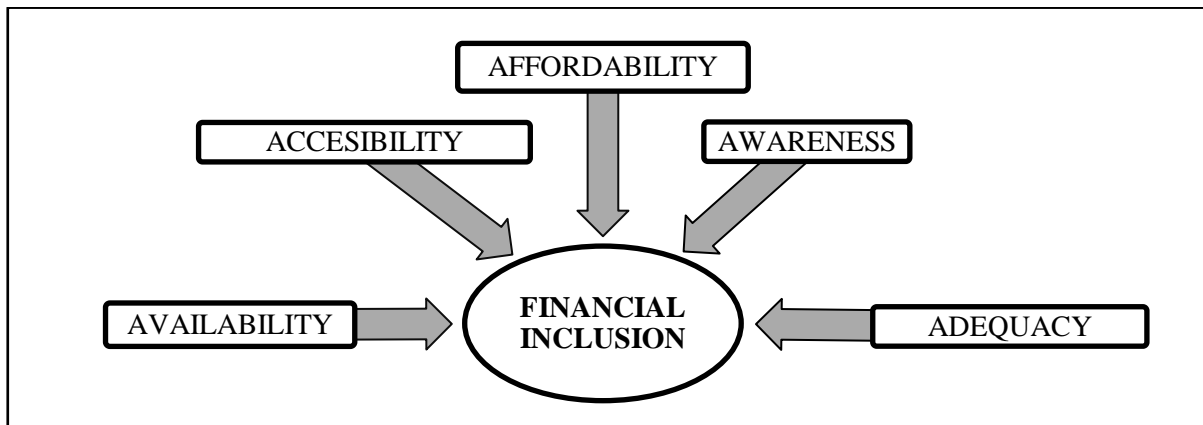 AFFORDABILITY
ACCESIBILITY
AWARENESS
FINANCIAL
INCLUSION
AVAILABILITY
ADEQUACY